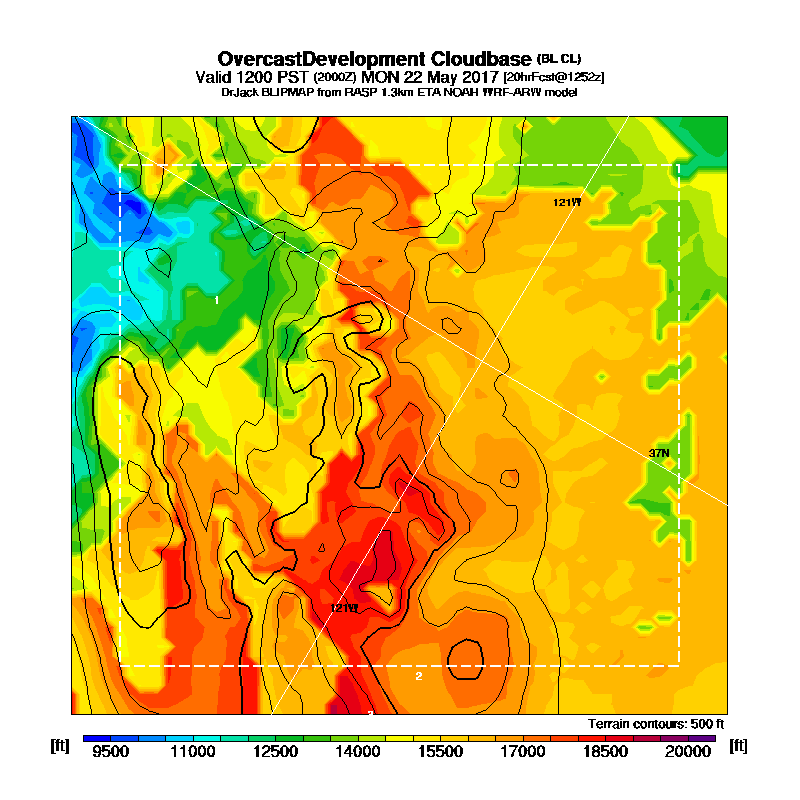 OvercastDevelopment Cloudbase (BL CL)
Valid 1200 PST (2000Z) MON 22 May 2017 [20hrFcst@1252z]
DrJack BLIPMAP from RASP 1.3km ETA NOAH WRF-ARW model
121W
1
37N
121W
2
Terrain contours: 500 ft
[ft] 9500 11000 12500 14000 15500 17000 18500 20000 [ft]